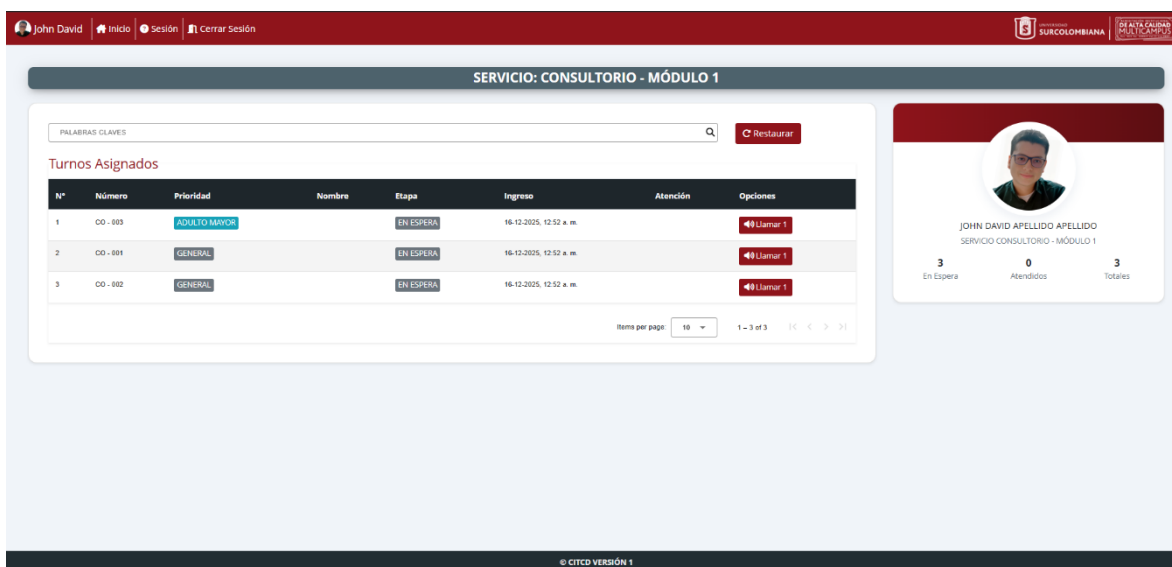 John David Inicio Sesión Cerrar Sesión
UNIVERSIDAD
SURCOLOMBIANA
DE ALTA CALIDAD
MULTICAMPUS
SERVICIO: CONSULTORIO - MÓDULO 1
PALABRAS CLAVES
Restaurar
Turnos Asignados
N° Número Prioridad Nombre Etapa Ingreso Atención Opciones
1 CO - 003 ADULTO MAYOR EN ESPERA 16-12-2025, 12:52 a. m. Llamar 1
2 CO - 001 GENERAL EN ESPERA 16-12-2025, 12:52 a. m. Llamar 1
3 CO - 002 GENERAL EN ESPERA 16-12-2025, 12:52 a. m. Llamar 1
Items per page: 10 1 – 3 of 3
JOHN DAVID APELLIDO APELLIDO
SERVICIO CONSULTORIO - MÓDULO 1
3 0 3
En Espera Atendidos Totales
© CITCD VERSIÓN 1